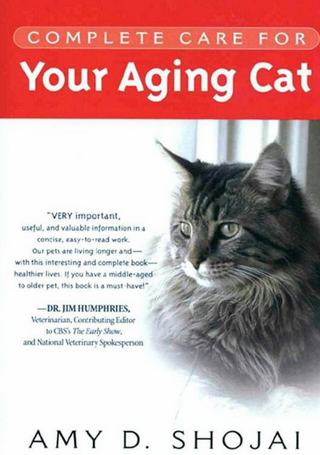 COMPLETE CARE FOR
Your Aging Cat
"VERY important,
useful, and valuable information in a
concise, easy-to-read work.
Our pets are living longer and—
with this interesting and complete book—
healthier lives. If you have a middle-aged
to older pet, this book is a must-have!"
—DR. JIM HUMPHRIES,
Veterinarian, Contributing Editor
to CBS's The Early Show,
and National Veterinary Spokesperson
AMY D. SHOJAI